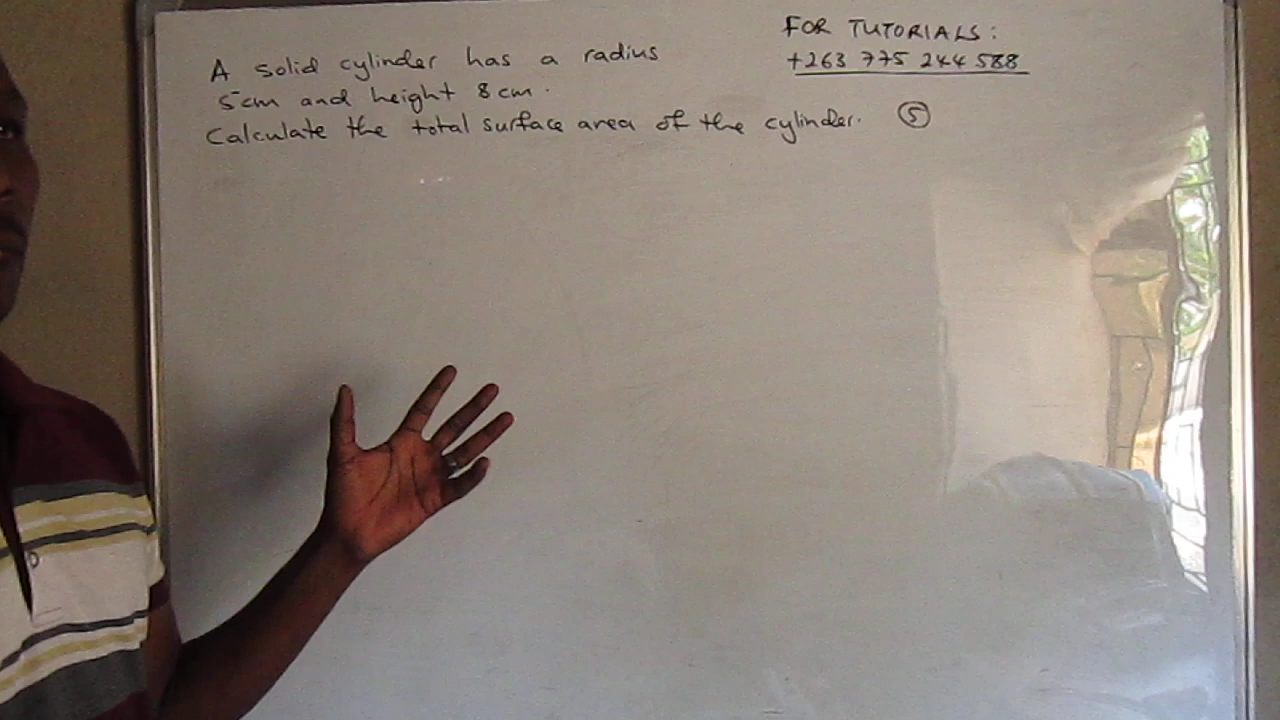 A solid cylinder has a radius
5cm and height 8cm.
Calculate the total surface area of the cylinder. ⑤
FOR TUTORIALS:
+263 775 244 588